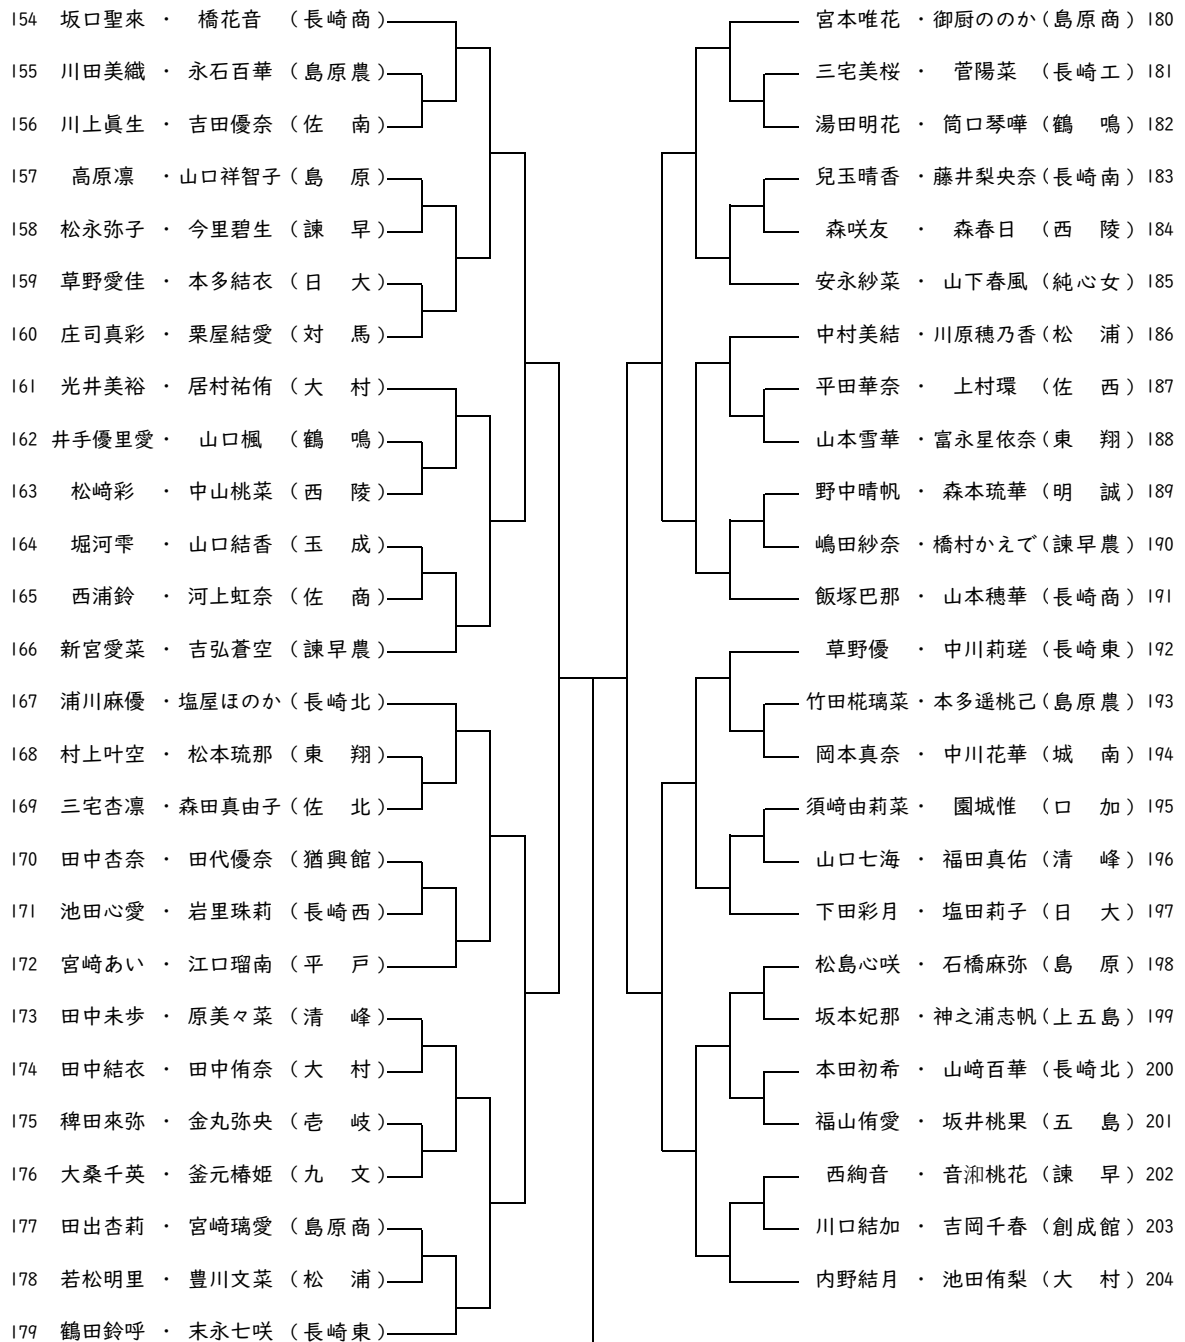 154 坂口聖來 ・ 橋花音 (長崎商)
155 川田美織 ・ 永石百華 (島原農)
156 川上眞生 ・ 吉田優奈 (佐 南)
157 高原凛 ・ 山口祥智子 (島 原)
158 松永弥子 ・ 今里碧生 (諫 早)
159 草野愛佳 ・ 本多結衣 (日 大)
160 庄司真彩 ・ 栗屋結愛 (対 馬)
161 光井美裕 ・ 居村祐侑 (大 村)
162 井手優里愛 ・ 山口楓 (鶴 鳴)
163 松﨑彩 ・ 中山桃菜 (西 陵)
164 堀河雫 ・ 山口結香 (玉 成)
165 西浦鈴 ・ 河上虹奈 (佐 商)
166 新宮愛菜 ・ 吉弘蒼空 (諫早農)
167 浦川麻優 ・ 塩屋ほのか (長崎北)
168 村上叶空 ・ 松本琉那 (東 翔)
169 三宅杏凛 ・ 森田真由子 (佐 北)
170 田中杏奈 ・ 田代優奈 (猶興館)
171 池田心愛 ・ 岩里珠莉 (長崎西)
172 宮﨑あい ・ 江口瑠南 (平 戸)
173 田中未歩 ・ 原美々菜 (清 峰)
174 田中結衣 ・ 田中侑奈 (大 村)
175 稗田來弥 ・ 金丸弥央 (壱 岐)
176 大桑千英 ・ 釜元椿姫 (九 文)
177 田出杏莉 ・ 宮﨑璃愛 (島原商)
178 若松明里 ・ 豊川文菜 (松 浦)
179 鶴田鈴呼 ・ 末永七咲 (長崎東)
宮本唯花 ・ 御厨ののか (島原商) 180
三宅美桜 ・ 菅陽菜 (長崎工) 181
湯田明花 ・ 筒口琴嘩 (鶴 鳴) 182
兒玉晴香 ・ 藤井梨央奈 (長崎南) 183
森咲友 ・ 森春日 (西 陵) 184
安永紗菜 ・ 山下春風 (純心女) 185
中村美結 ・ 川原穂乃香 (松 浦) 186
平田華奈 ・ 上村環 (佐 西) 187
山本雪華 ・ 富永星依奈 (東 翔) 188
野中晴帆 ・ 森本琉華 (明 誠) 189
嶋田紗奈 ・ 橋村かえで (諫早農) 190
飯塚巴那 ・ 山本穂華 (長崎商) 191
草野優 ・ 中川莉瑳 (長崎東) 192
竹田椛璃菜 ・ 本多遥桃己 (島原農) 193
岡本真奈 ・ 中川花華 (城 南) 194
須﨑由莉菜 ・ 園城惟 (口 加) 195
山口七海 ・ 福田真佑 (清 峰) 196
下田彩月 ・ 塩田莉子 (日 大) 197
松島心咲 ・ 石橋麻弥 (島 原) 198
坂本妃那 ・ 神之浦志帆 (上五島) 199
本田初希 ・ 山﨑百華 (長崎北) 200
福山侑愛 ・ 坂井桃果 (五 島) 201
西絢音 ・ 音泇桃花 (諫 早) 202
川口結加 ・ 吉岡千春 (創成館) 203
内野結月 ・ 池田侑梨 (大 村) 204